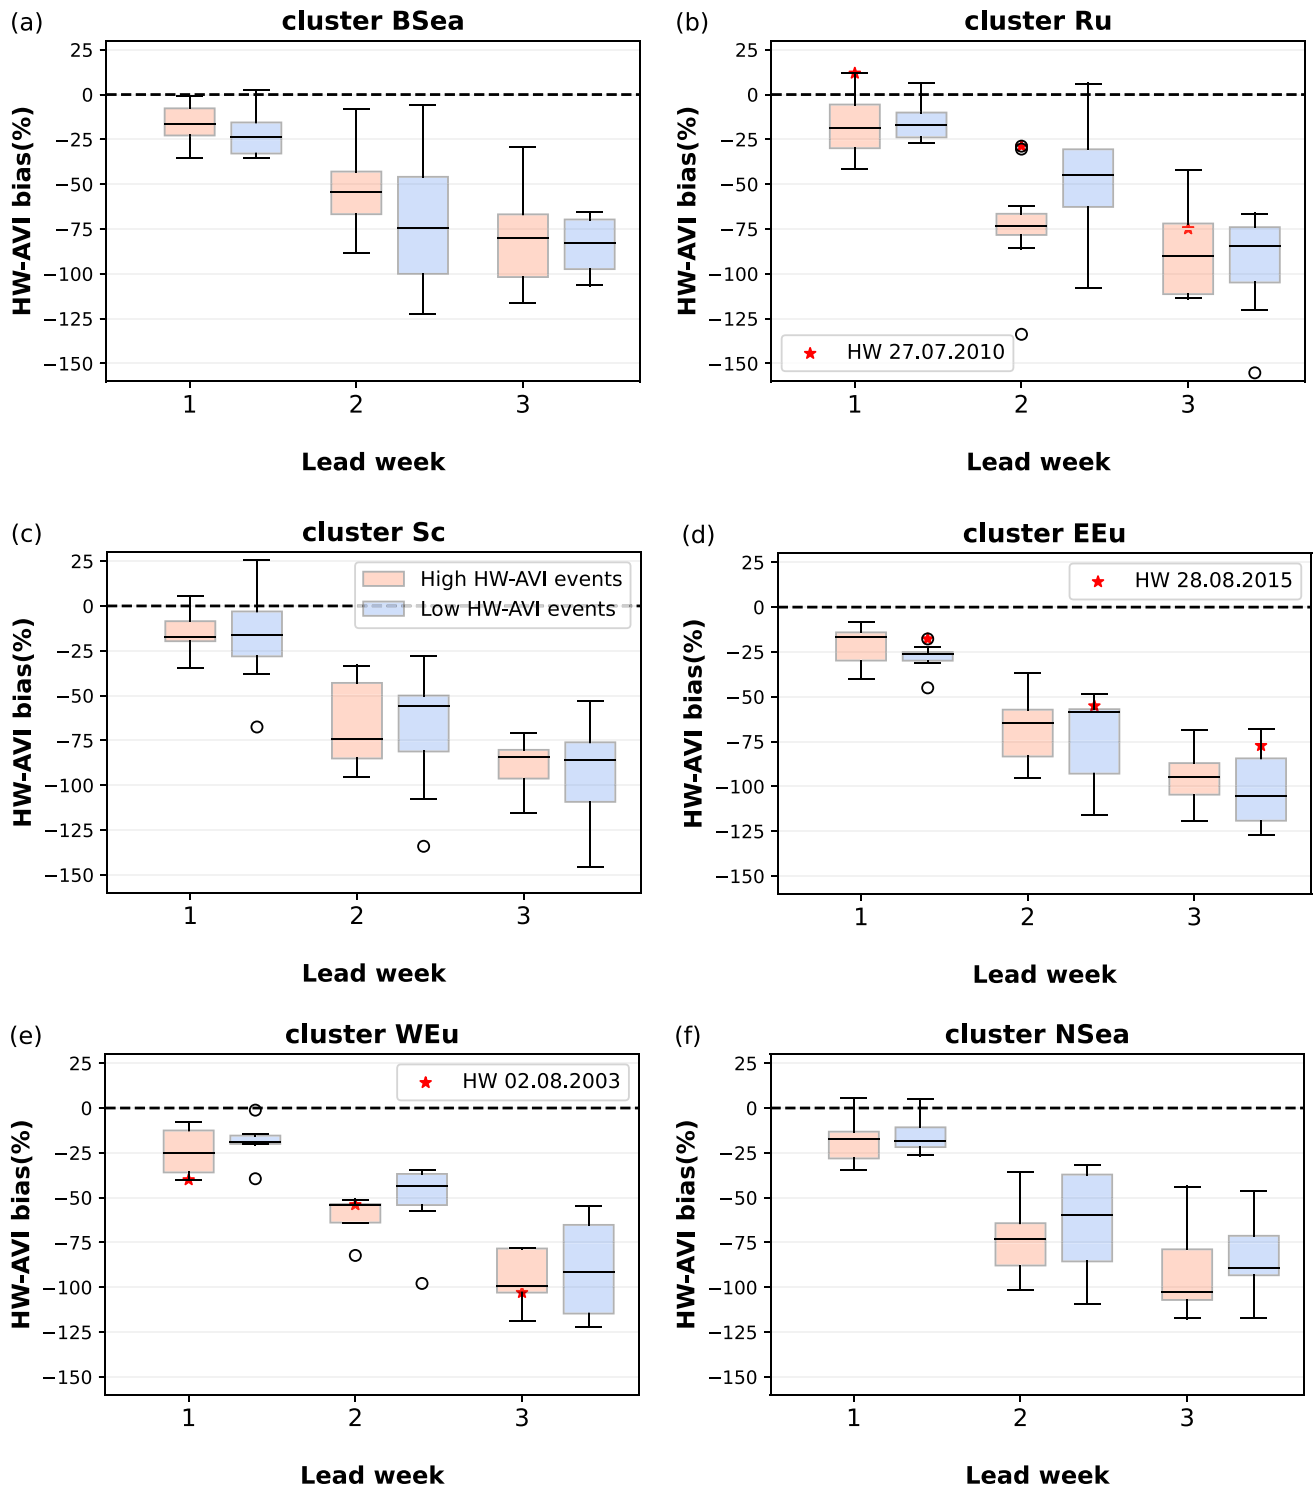 (a)
cluster BSea
25
0
−25
−50
−75
−100
−125
−150
HW-AVI bias(%)
1
2
3
Lead week
(b)
cluster Ru
25
0
−25
−50
−75
−100
−125
−150
HW-AVI bias(%)
HW 27.07.2010
1
2
3
Lead week
(c)
cluster Sc
25
0
−25
−50
−75
−100
−125
−150
HW-AVI bias(%)
High HW-AVI events
Low HW-AVI events
1
2
3
Lead week
(d)
cluster EEu
25
0
−25
−50
−75
−100
−125
−150
HW-AVI bias(%)
HW 28.08.2015
1
2
3
Lead week
(e)
cluster WEu
25
0
−25
−50
−75
−100
−125
−150
HW-AVI bias(%)
HW 02.08.2003
1
2
3
Lead week
(f)
cluster NSea
25
0
−25
−50
−75
−100
−125
−150
HW-AVI bias(%)
1
2
3
Lead week